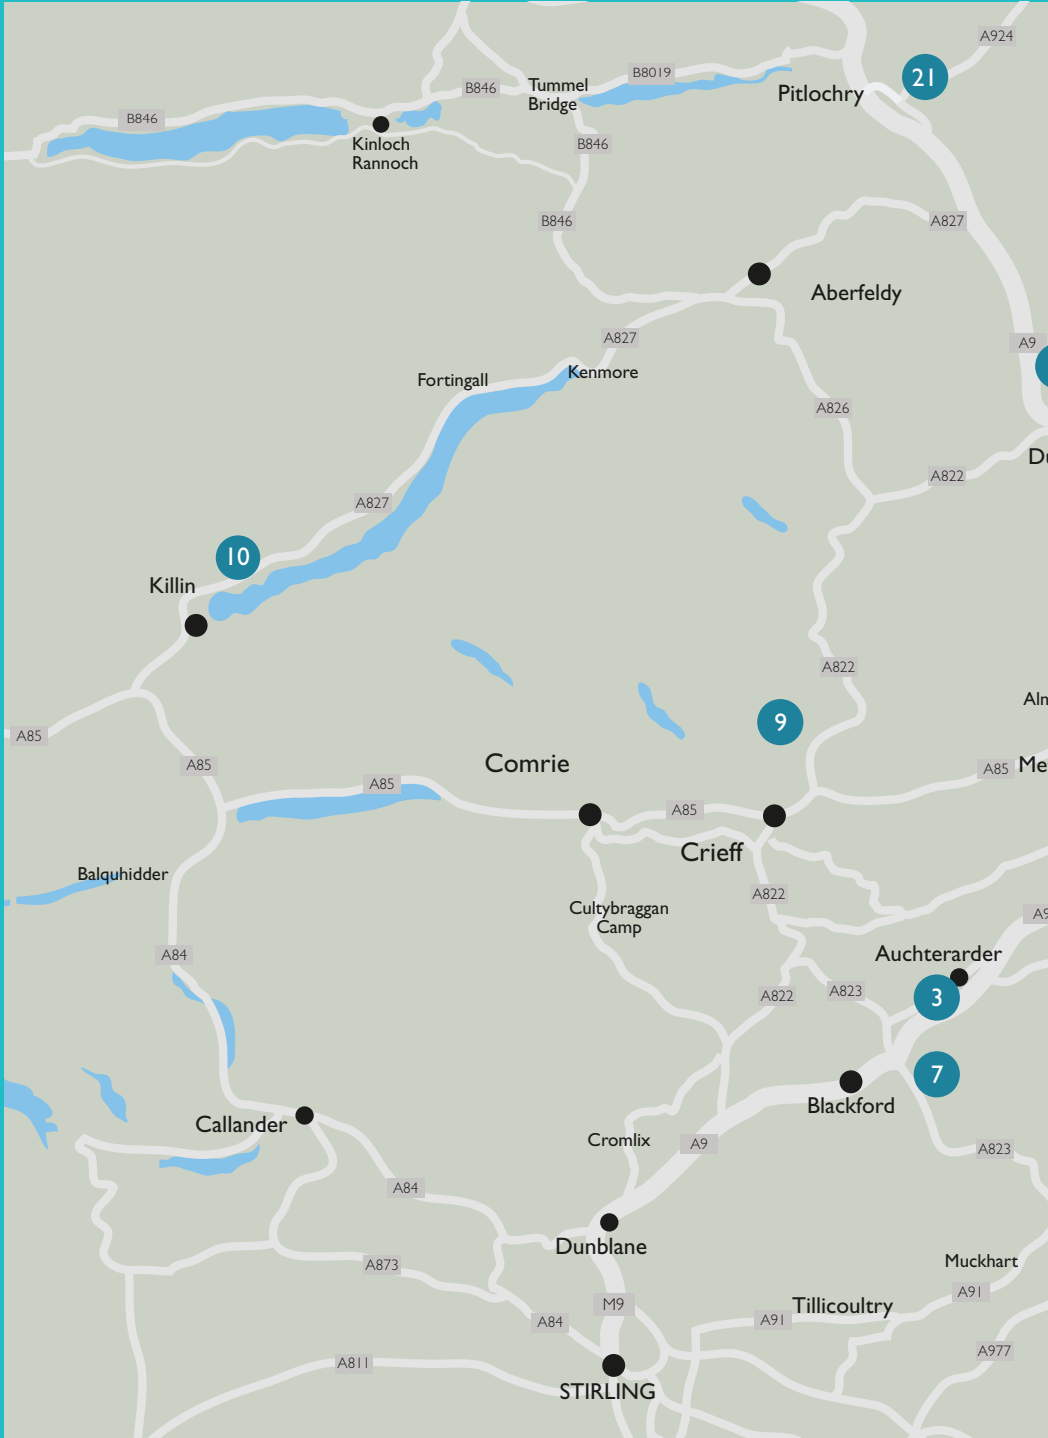 A924
21
B8019
B846
Tummel
Bridge
Pitlochry
B846
Kinloch
Rannoch
B846
B846
A827
Aberfeldy
A827
A9
Kenmore
Fortingall
A826
Du
A822
A827
10
Killin
A822
Aln
9
A85
Comrie
A85
A85
Me
A85
A85
Crieff
Balquhidder
A822
Cultybraggan
Camp
A9
Auchterarder
A84
A822
A823
3
7
Blackford
Callander
Cromlix
A9
A823
A84
Dunblane
Muckhart
A873
A91
M9
Tillicoultry
A84
A91
A977
A811
STIRLING